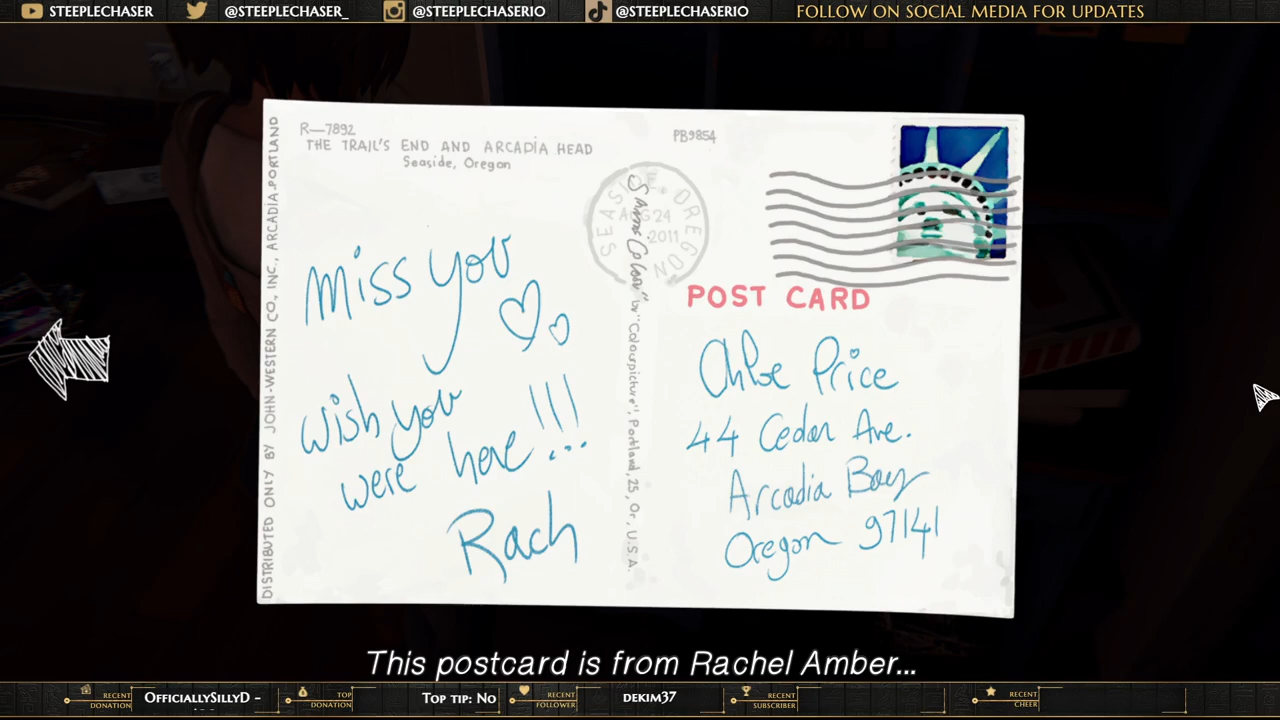 STEEPLECHASER
@STEEPLECHASER_
@STEEPLECHASERIO
@STEEPLECHASERIO
FOLLOW ON SOCIAL MEDIA FOR UPDATES
DISTRIBUTED ONLY BY JOHN-WESTERN CO., INC., ARCADIA-PORTLAND
R—7892
THE TRAIL'S END AND ARCADIA HEAD
Seaside, Oregon
PB9854
SEASIDE, OREGON
AUG 24
2011
by "Colourpicture", Portland, 25, Or, U.S.A.
Miss you
wish you
were here!!!
Rach
POST CARD
Chloe Price
44 Cedar Ave.
Arcadia Bay
Oregon 97141
This postcard is from Rachel Amber...
RECENT
DONATION
OFFICIALLYSILLYD -
TOP
DONATION
TOP TIP: NO
RECENT
FOLLOWER
DEKIM37
RECENT
SUBSCRIBER
RECENT
CHEER